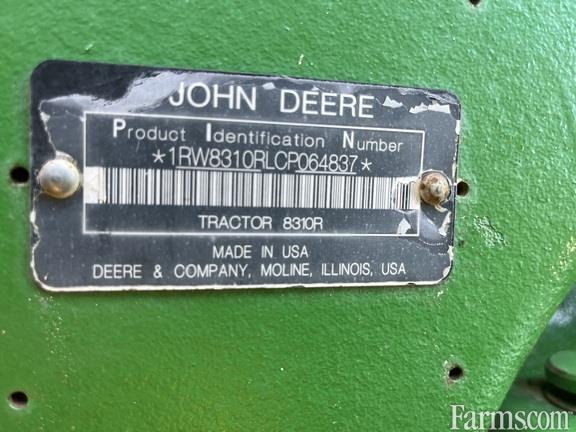 JOHN DEERE
Product Identification Number
*1RW8310RLCP064837*
TRACTOR 8310R
MADE IN USA
DEERE & COMPANY, MOLINE, ILLINOIS, USA
Farms.com